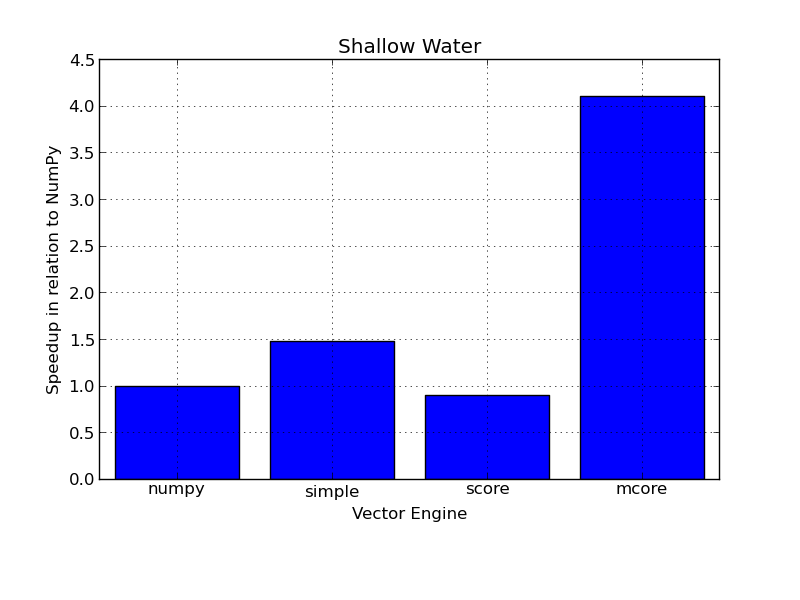 Shallow Water
4.5
4.0
3.5
3.0
2.5
2.0
1.5
1.0
0.5
0.0
Speedup in relation to NumPy
numpy simple score mcore
Vector Engine